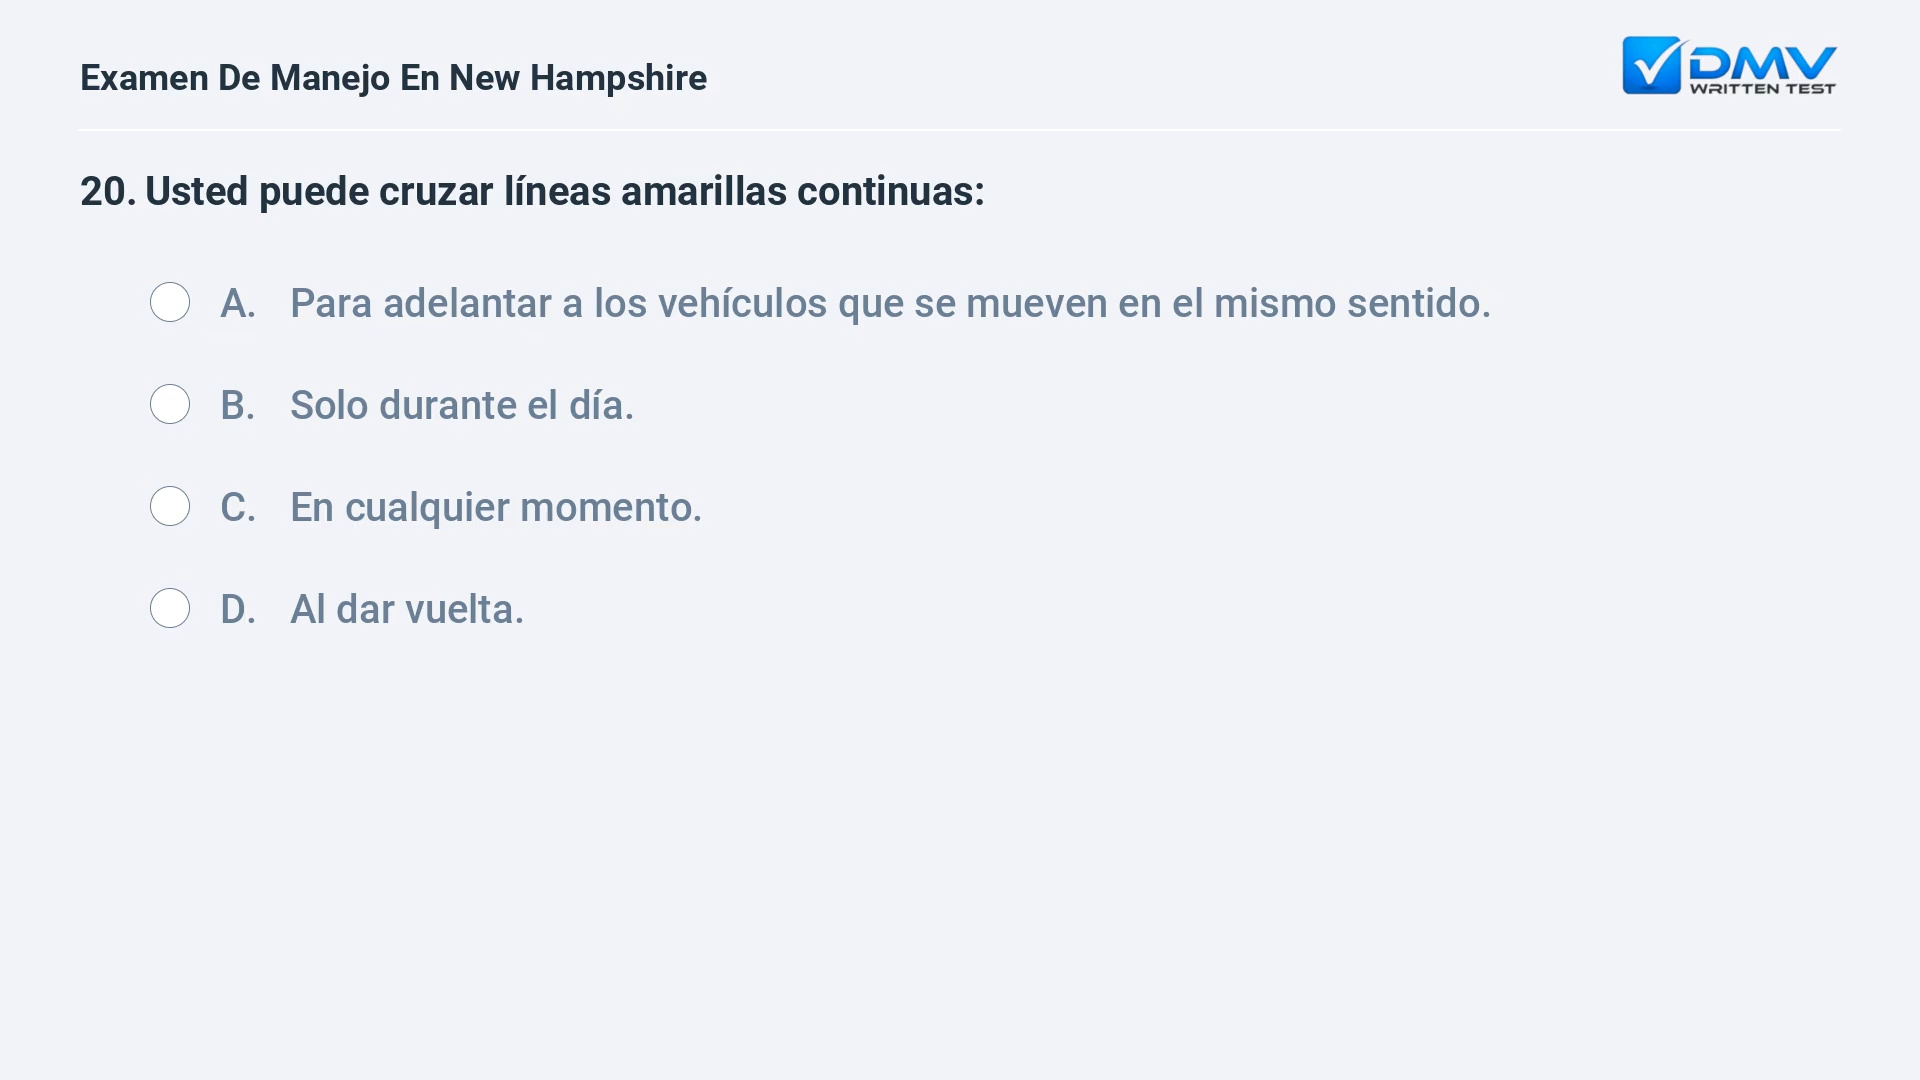 Examen De Manejo En New Hampshire
DMV
WRITTEN TEST
20. Usted puede cruzar líneas amarillas continuas:
A. Para adelantar a los vehículos que se mueven en el mismo sentido.
B. Solo durante el día.
C. En cualquier momento.
D. Al dar vuelta.